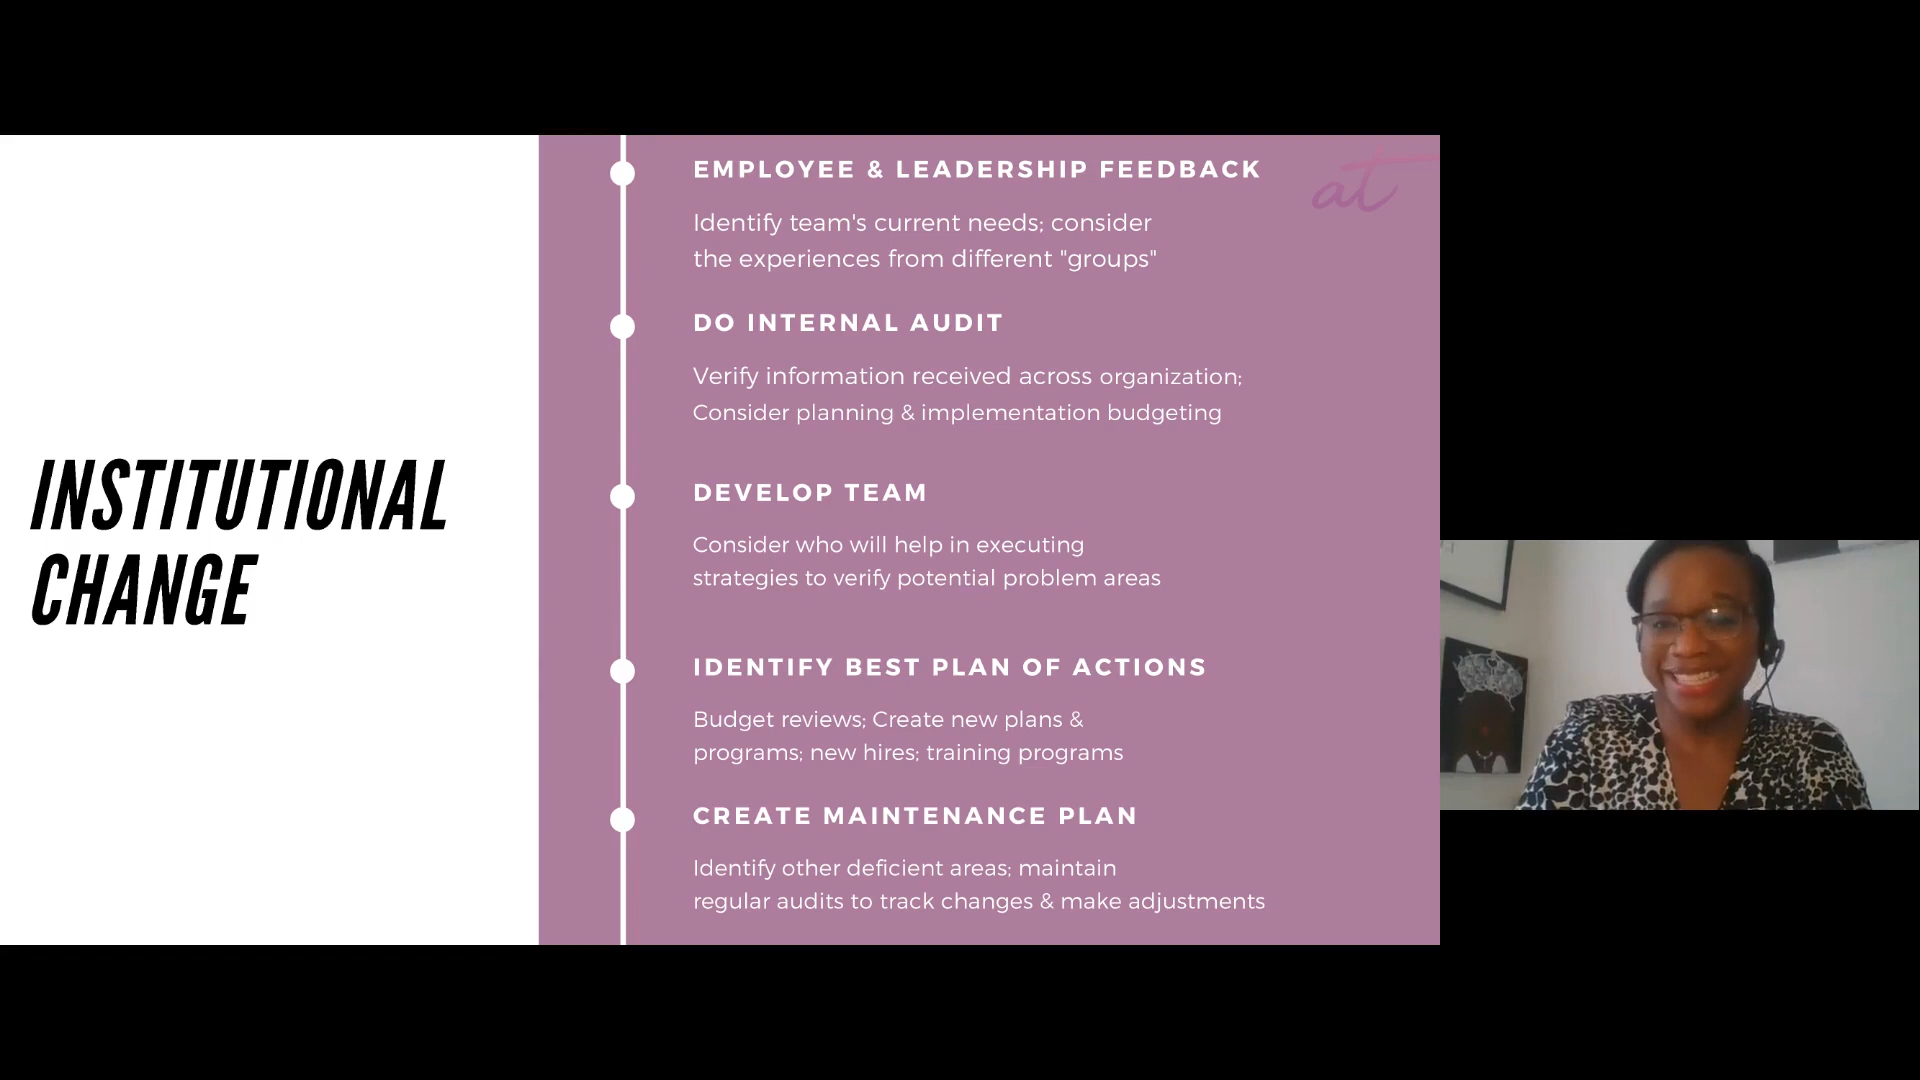 INSTITUTIONAL
CHANGE
EMPLOYEE & LEADERSHIP FEEDBACK
at
Identify team's current needs; consider
the experiences from different "groups"
DO INTERNAL AUDIT
Verify information received across organization;
Consider planning & implementation budgeting
DEVELOP TEAM
Consider who will help in executing
strategies to verify potential problem areas
IDENTIFY BEST PLAN OF ACTIONS
Budget reviews; Create new plans &
programs; new hires; training programs
CREATE MAINTENANCE PLAN
Identify other deficient areas; maintain
regular audits to track changes & make adjustments